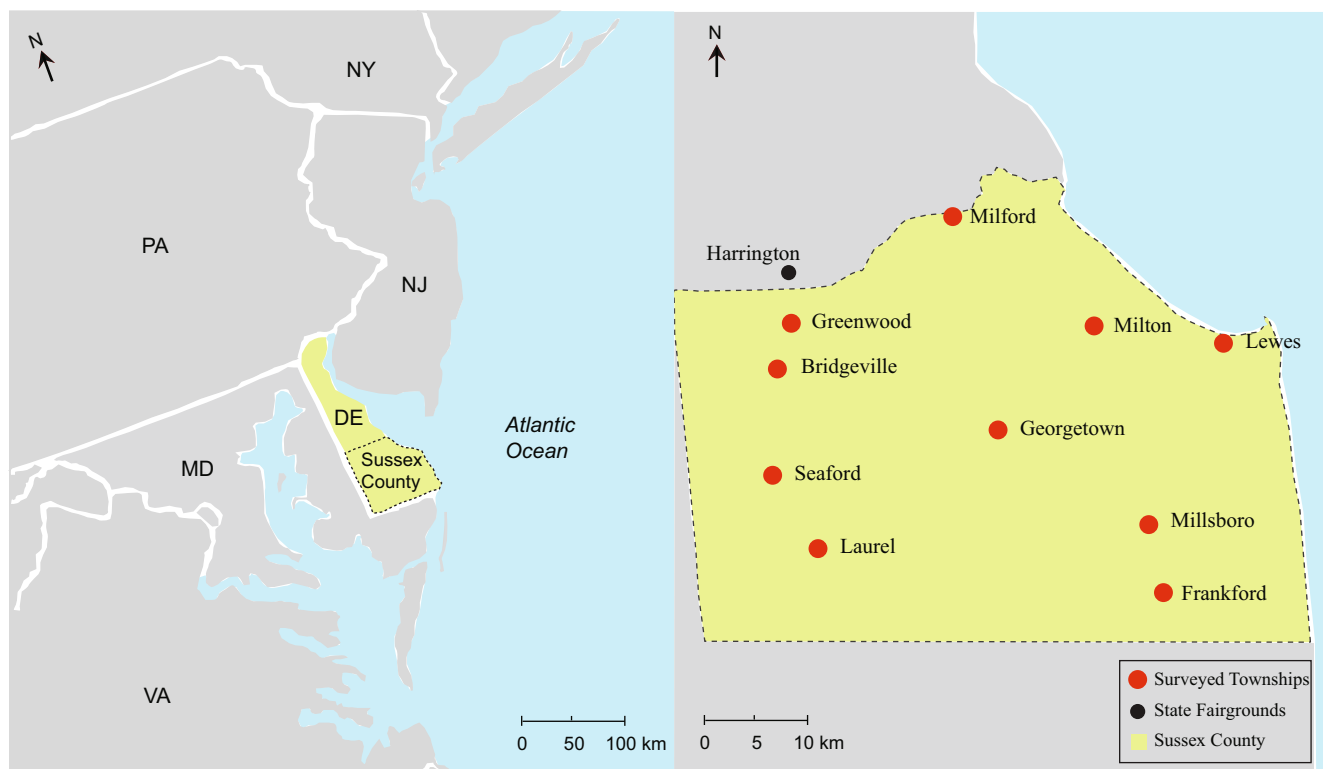 N
NY
PA
NJ
DE
Sussex
County
MD
VA
Atlantic
Ocean
0 50 100 km
N
Milford
Harrington
Greenwood
Milton
Lewes
Bridgeville
Georgetown
Seaford
Millsboro
Laurel
Frankford
Surveyed Townships
State Fairgrounds
Sussex County
0 5 10 km